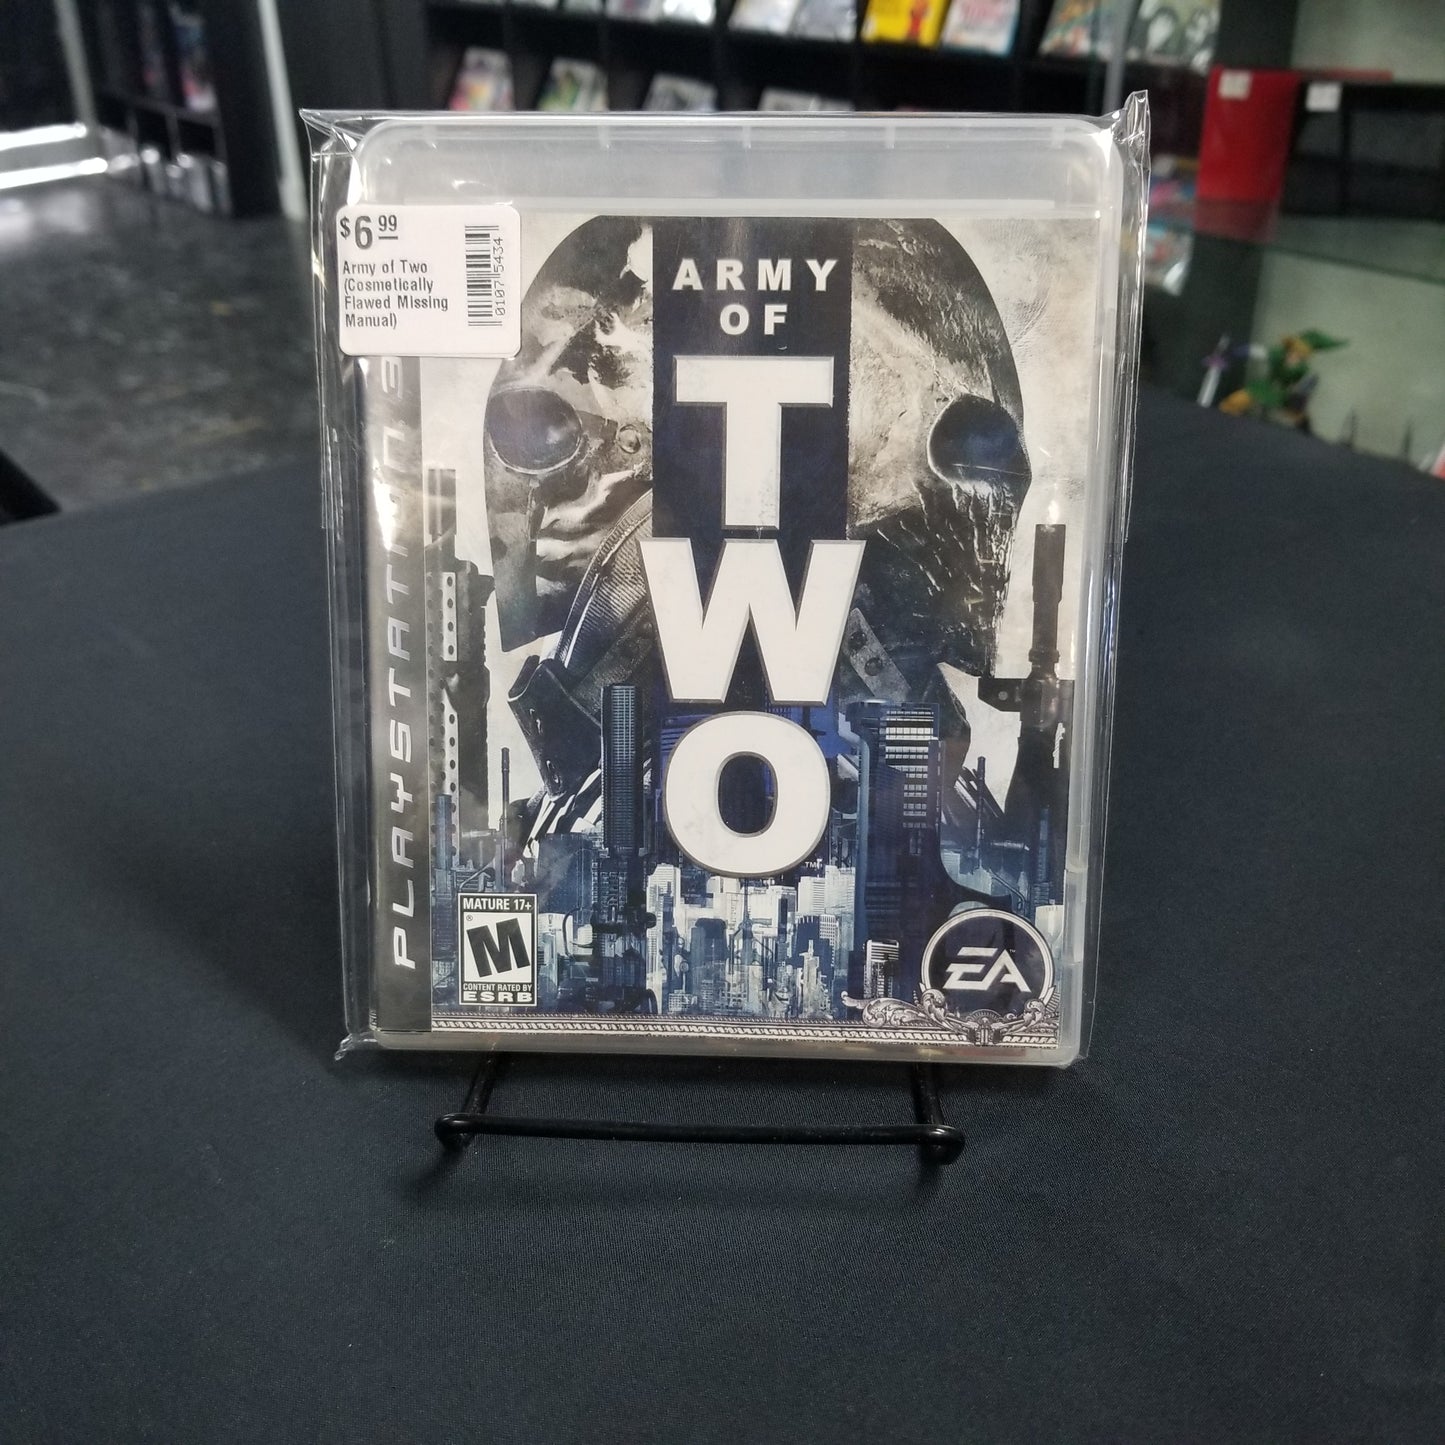 $6.99
Army of Two
(Cosmetically
Flawed Missing
Manual)
01075434
ARMY
OF
TWO
™
PLAYSTATION 3
MATURE 17+
M
®
CONTENT RATED BY
ESRB
EA